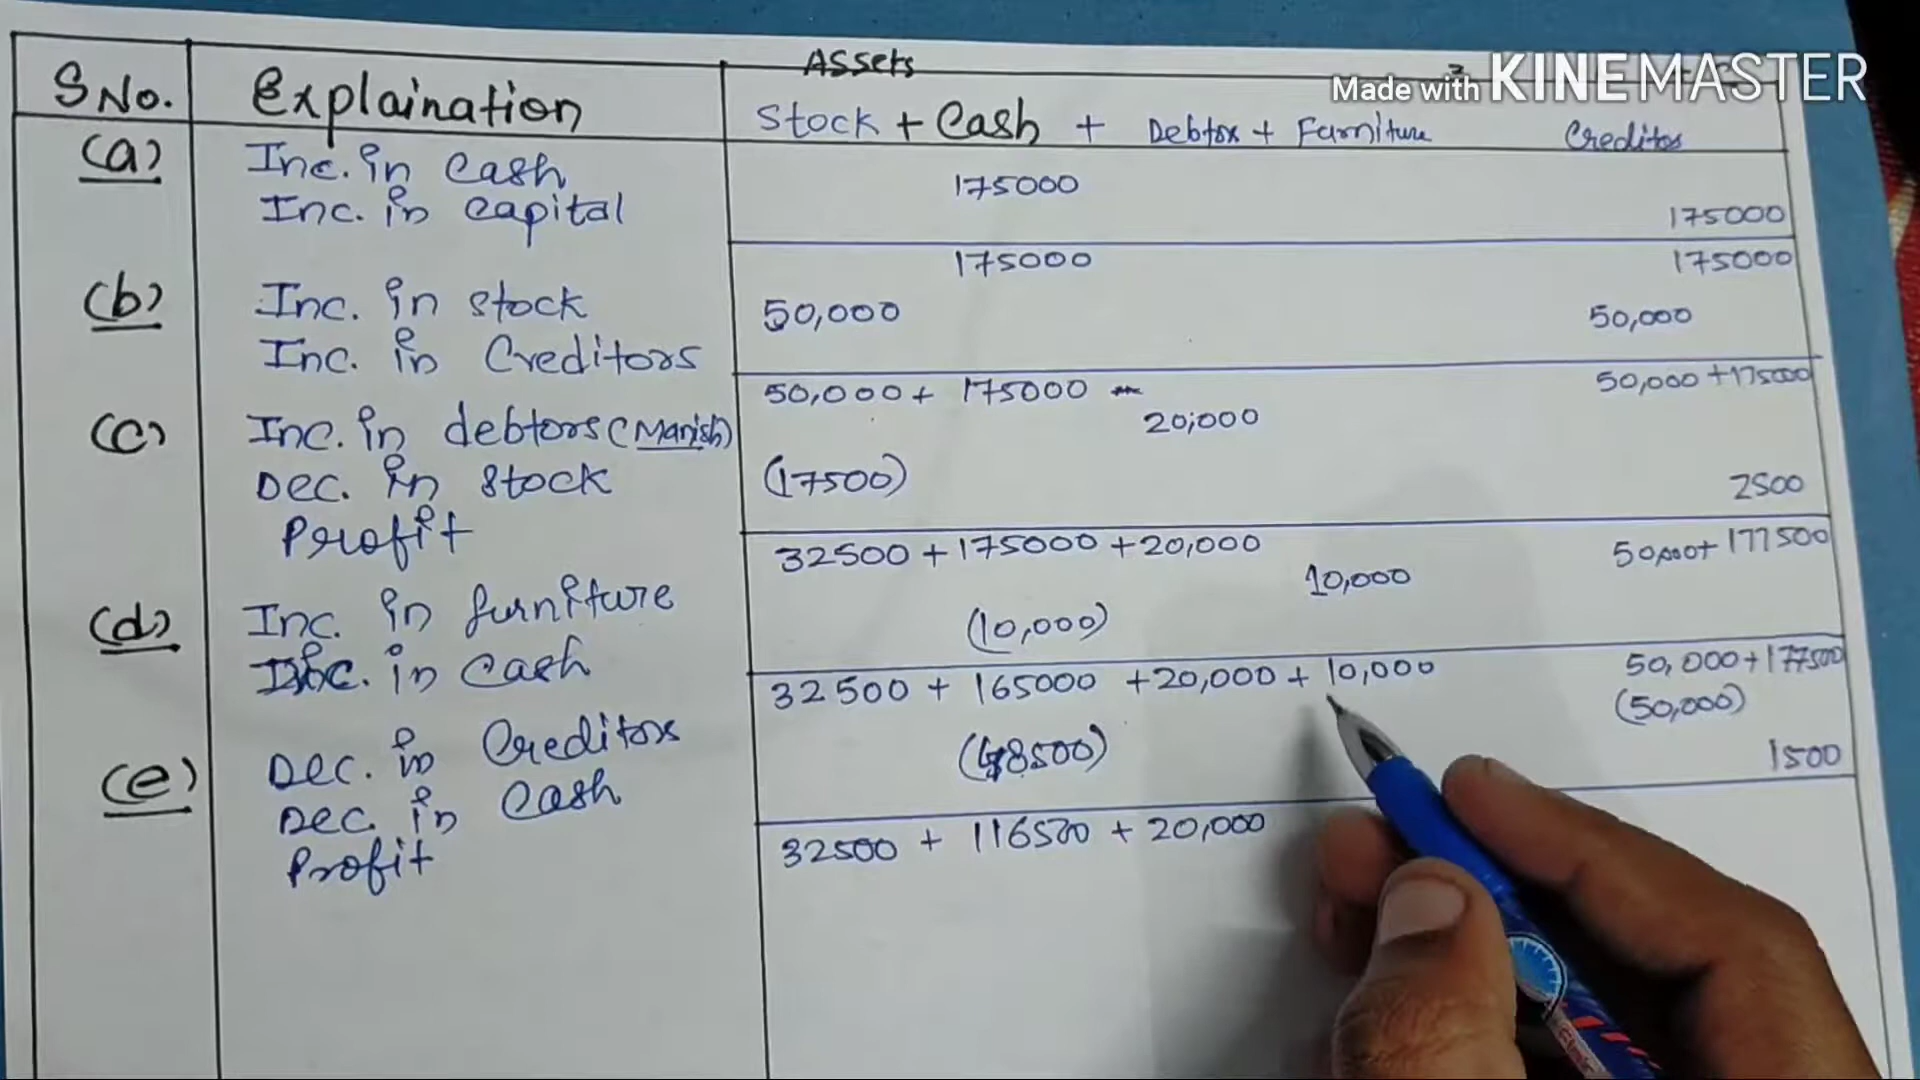 Assets
Made with KINEMASTER
S No. Explaination Stock + Cash + Debtox + Furniture Creditos
(a) Inc. in Cash 175000
Inc. in capital 175000
175000 175000
(b) Inc. in stock 50,000 50,000
Inc. in Creditors
50,000 + 175000 50,000 + 175000
(c) Inc. in debtors (Manish) 20,000
Dec. in stock (17500) 2500
Profit
32500 + 175000 + 20,000 50,000 + 177500
(d) Inc. in furniture 10,000
Dec. in Cash (10,000)
32500 + 165000 + 20,000 + 10,000 50,000 + 177500
(e) Dec. in Creditox (50,000)
Dec. in Cash (48500) 1500
Profit
32500 + 116500 + 20,000